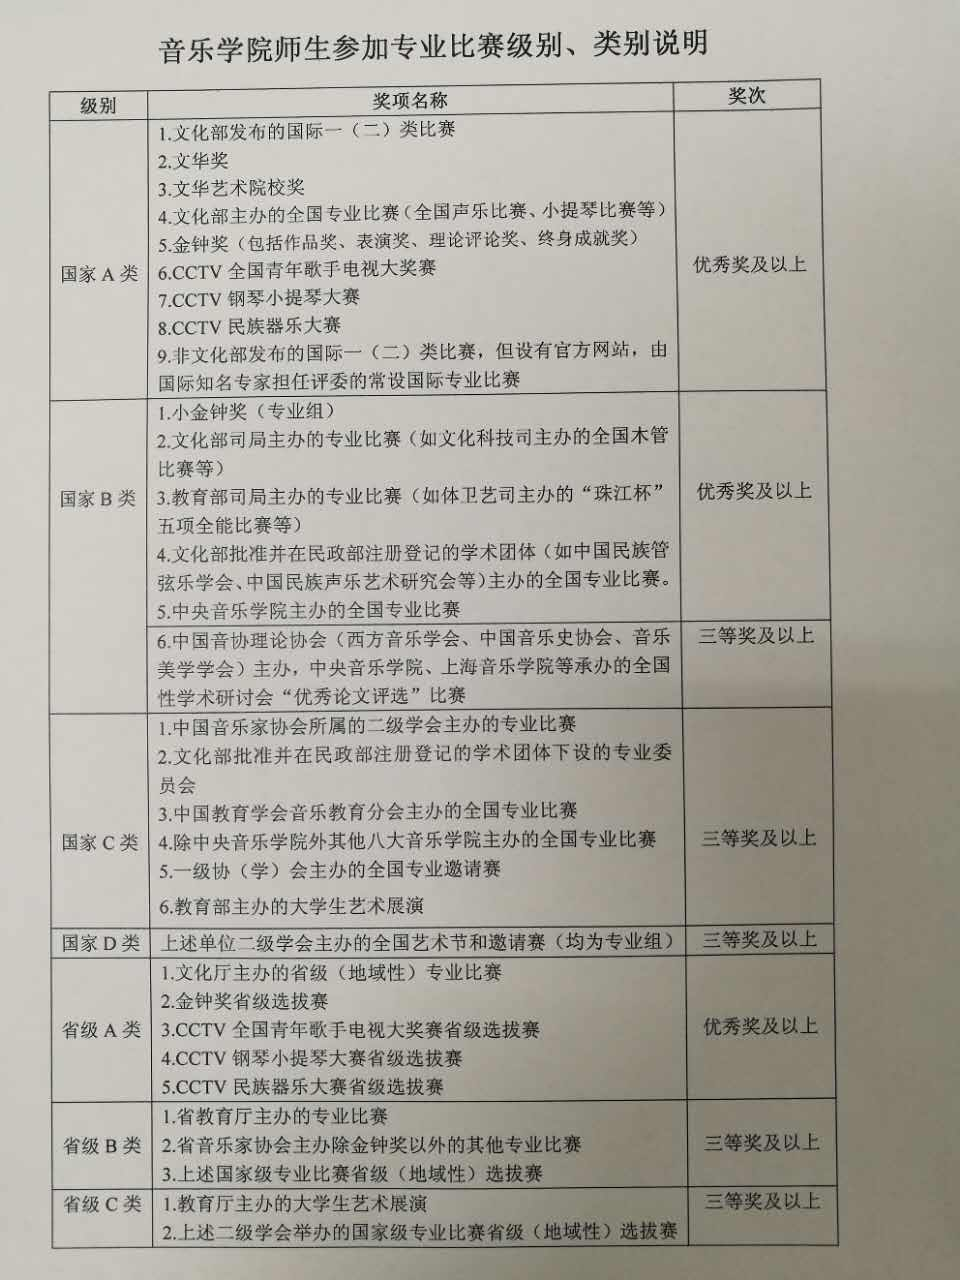 音乐学院师生参加专业比赛级别、类别说明
级别 奖项名称 奖次
国家 A 类
1.文化部发布的国际一（二）类比赛
2.文华奖
3.文华艺术院校奖
4.文化部主办的全国专业比赛（全国声乐比赛、小提琴比赛等）
5.金钟奖（包括作品奖、表演奖、理论评论奖、终身成就奖）
6.CCTV 全国青年歌手电视大奖赛
7.CCTV 钢琴小提琴大赛
8.CCTV 民族器乐大赛
9.非文化部发布的国际一（二）类比赛，但设有官方网站，由
国际知名专家担任评委的常设国际专业比赛
优秀奖及以上
国家 B 类
1.小金钟奖（专业组）
2.文化部司局主办的专业比赛（如文化科技司主办的全国木管
比赛等）
3.教育部司局主办的专业比赛（如体卫艺司主办的“珠江杯”
五项全能比赛等）
4.文化部批准并在民政部注册登记的学术团体（如中国民族管
弦乐学会、中国民族声乐艺术研究会等）主办的全国专业比赛。
5.中央音乐学院主办的全国专业比赛
优秀奖及以上
6.中国音协理论协会（西方音乐学会、中国音乐史协会、音乐
美学学会）主办，中央音乐学院、上海音乐学院等承办的全国
性学术研讨会“优秀论文评选”比赛
三等奖及以上
国家 C 类
1.中国音乐家协会所属的二级学会主办的专业比赛
2.文化部批准并在民政部注册登记的学术团体下设的专业委
员会
3.中国教育学会音乐教育分会主办的全国专业比赛
4.除中央音乐学院外其他八大音乐学院主办的全国专业比赛
5.一级协（学）会主办的全国专业邀请赛
6.教育部主办的大学生艺术展演
三等奖及以上
国家 D 类 上述单位二级学会主办的全国艺术节和邀请赛（均为专业组） 三等奖及以上
省级 A 类
1.文化厅主办的省级（地域性）专业比赛
2.金钟奖省级选拔赛
3.CCTV 全国青年歌手电视大奖赛省级选拔赛
4.CCTV 钢琴小提琴大赛省级选拔赛
5.CCTV 民族器乐大赛省级选拔赛
优秀奖及以上
省级 B 类
1.省教育厅主办的专业比赛
2.省音乐家协会主办除金钟奖以外的其他专业比赛
3.上述国家级专业比赛省级（地域性）选拔赛
三等奖及以上
省级 C 类
1.教育厅主办的大学生艺术展演
2.上述二级学会举办的国家级专业比赛省级（地域性）选拔赛
三等奖及以上